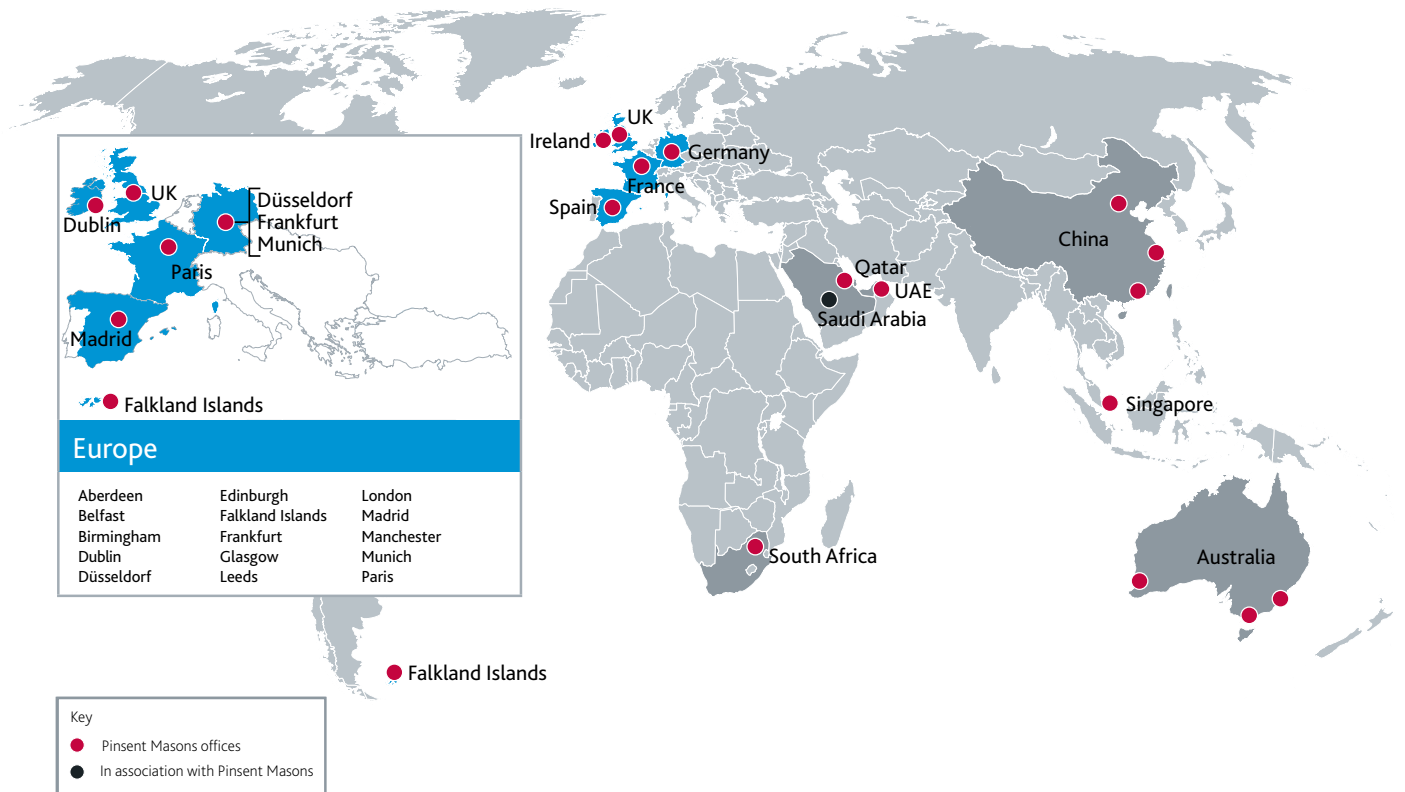 UK
Ireland
Germany
France
Spain
China
Qatar
UAE
Saudi Arabia
Singapore
South Africa
Australia
Falkland Islands
UK
Dublin
Düsseldorf
Frankfurt
Munich
Paris
Madrid
Falkland Islands
Europe
Aberdeen
Belfast
Birmingham
Dublin
Düsseldorf
Edinburgh
Falkland Islands
Frankfurt
Glasgow
Leeds
London
Madrid
Manchester
Munich
Paris
Key
Pinsent Masons offices
In association with Pinsent Masons